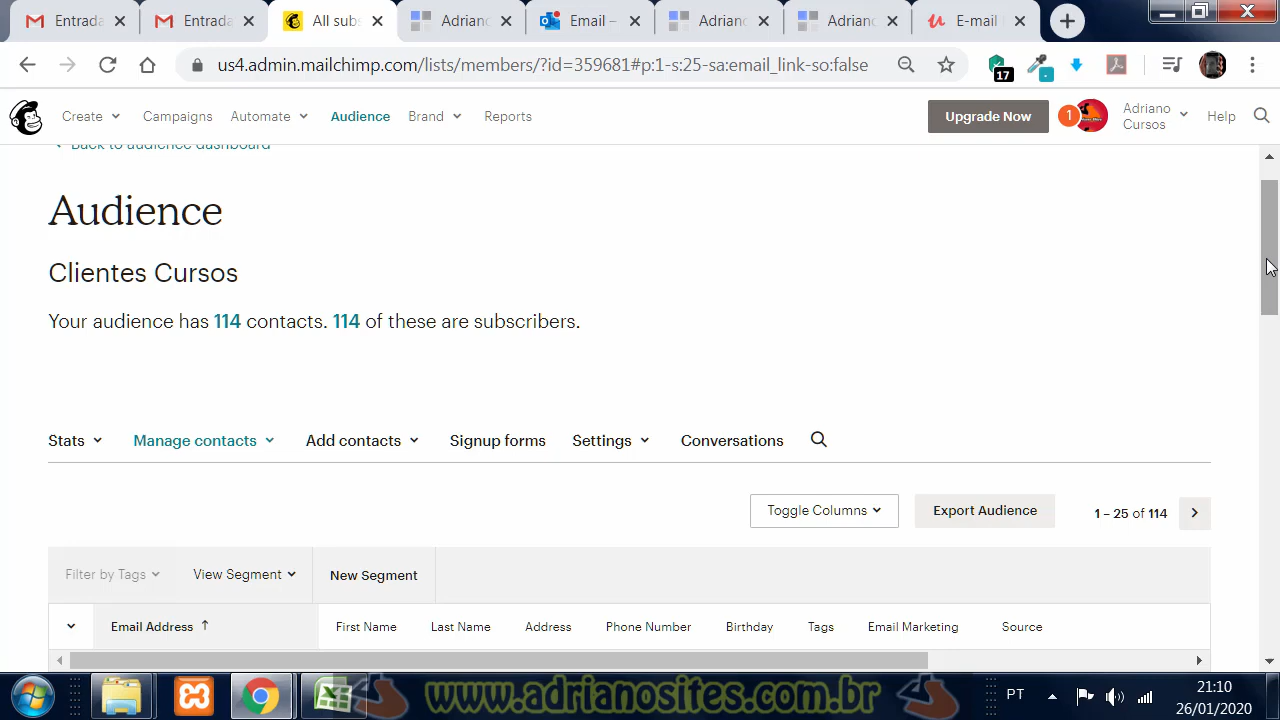 Entrada
Entrada
All subs
Adriano
Email –
Adriano
Adriano
E-mail
us4.admin.mailchimp.com/lists/members/?id=359681#p:1-s:25-sa:email_link-so:false
17
Create
Campaigns
Automate
Audience
Brand
Reports
Upgrade Now
1
Adriano
Cursos
Help
Back to audience dashboard
Audience
Clientes Cursos
Your audience has 114 contacts. 114 of these are subscribers.
Stats
Manage contacts
Add contacts
Signup forms
Settings
Conversations
Toggle Columns
Export Audience
1 – 25 of 114
Filter by Tags
View Segment
New Segment
Email Address
First Name
Last Name
Address
Phone Number
Birthday
Tags
Email Marketing
Source
PT
21:10
26/01/2020